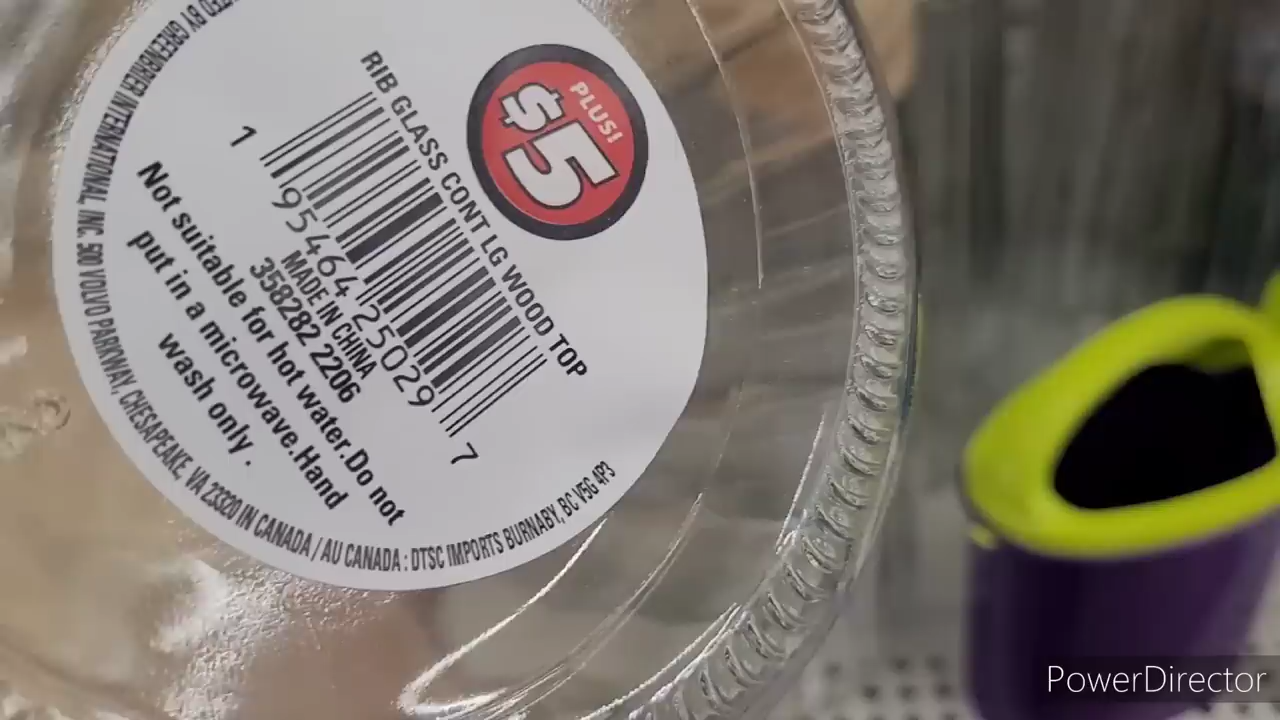 PLUS!
$5
RIB GLASS CONT LG WOOD TOP
1 95464 25029 7
MADE IN CHINA
358282 2206
Not suitable for hot water.Do not
put in a microwave.Hand
wash only .
BY GREENBRIER INTERNATIONAL, INC. 500 VOLVO PARKWAY, CHESAPEAKE, VA 23320 IN CANADA / AU CANADA : DTSC IMPORTS BURNABY, BC V5G 4P3
PowerDirector